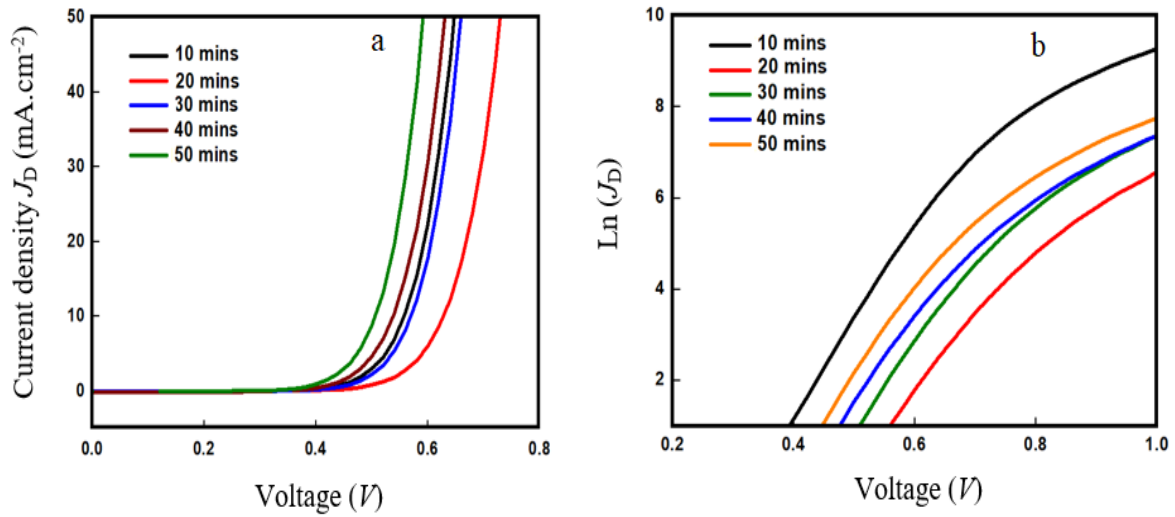 a
10 mins
20 mins
30 mins
40 mins
50 mins
Current density J_D (mA.cm⁻²)
50
40
30
20
10
0
0.0 0.2 0.4 0.6 0.8
Voltage (V)
b
10 mins
20 mins
30 mins
40 mins
50 mins
Ln (J_D)
10
8
6
4
2
0.2 0.4 0.6 0.8 1.0
Voltage (V)